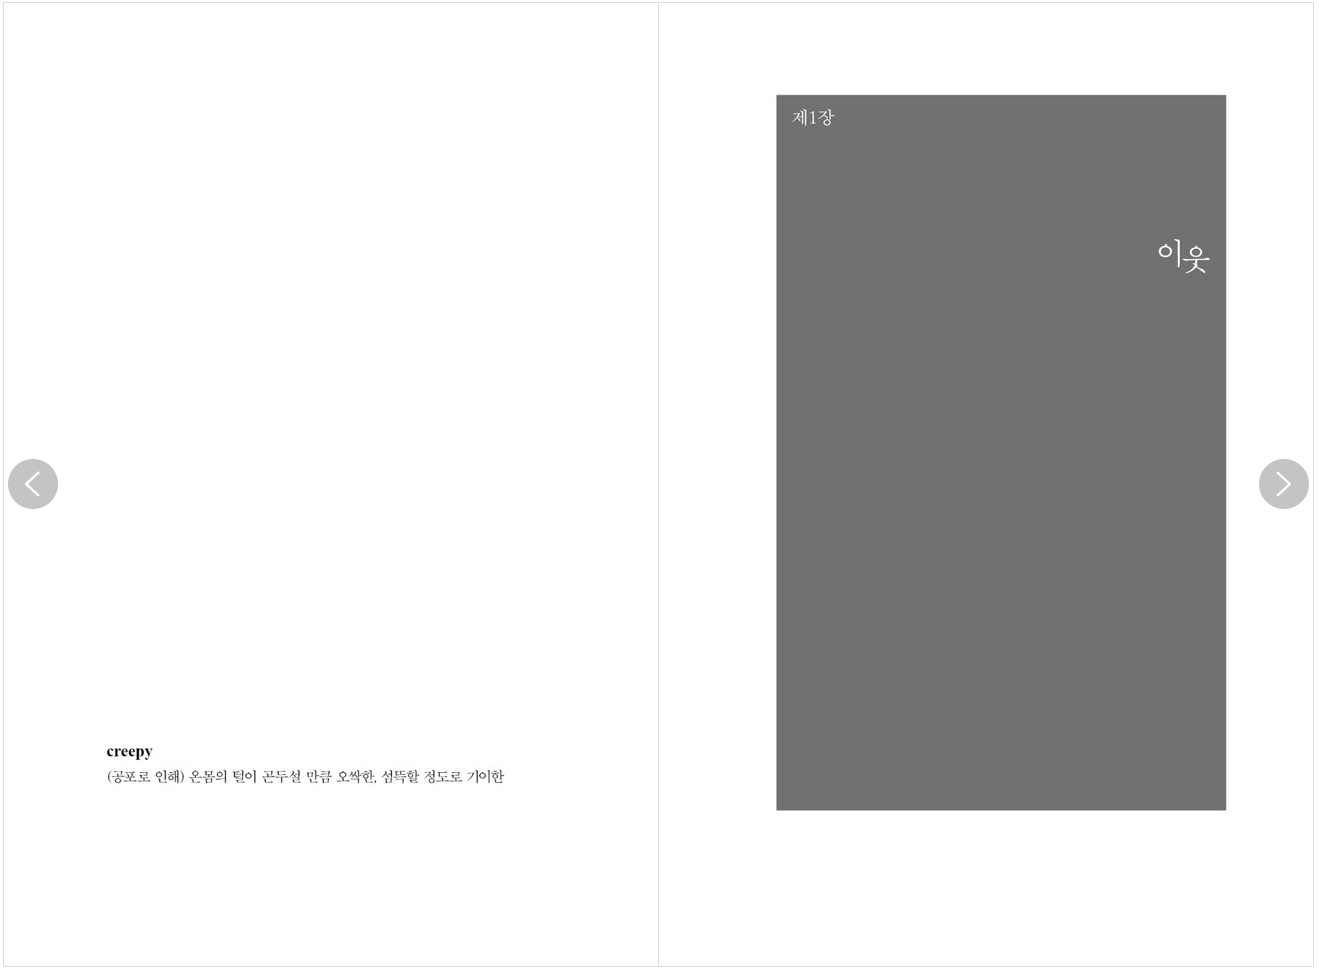 creepy
(공포로 인해) 온몸의 털이 곤두설 만큼 오싹한, 섬뜩할 정도로 기이한
제1장
이웃